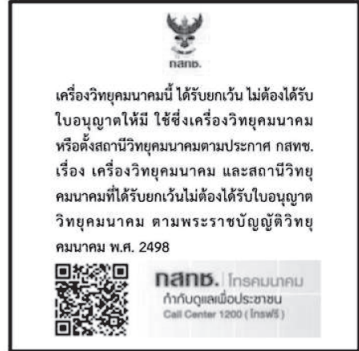 กสทช.
เครื่องวิทยุคมนาคมนี้ ได้รับยกเว้น ไม่ต้องได้รับ
ใบอนุญาตให้มี ใช้ซึ่งเครื่องวิทยุคมนาคม
หรือตั้งสถานีวิทยุคมนาคมตามประกาศ กสทช.
เรื่อง เครื่องวิทยุคมนาคม และสถานีวิทยุ
คมนาคมที่ได้รับยกเว้นไม่ต้องได้รับใบอนุญาต
วิทยุคมนาคม ตามพระราชบัญญัติวิทยุ
คมนาคม พ.ศ. 2498
กสทช. โทรคมนาคม
กำกับดูแลเพื่อประชาชน
Call Center 1200 (โทรฟรี)